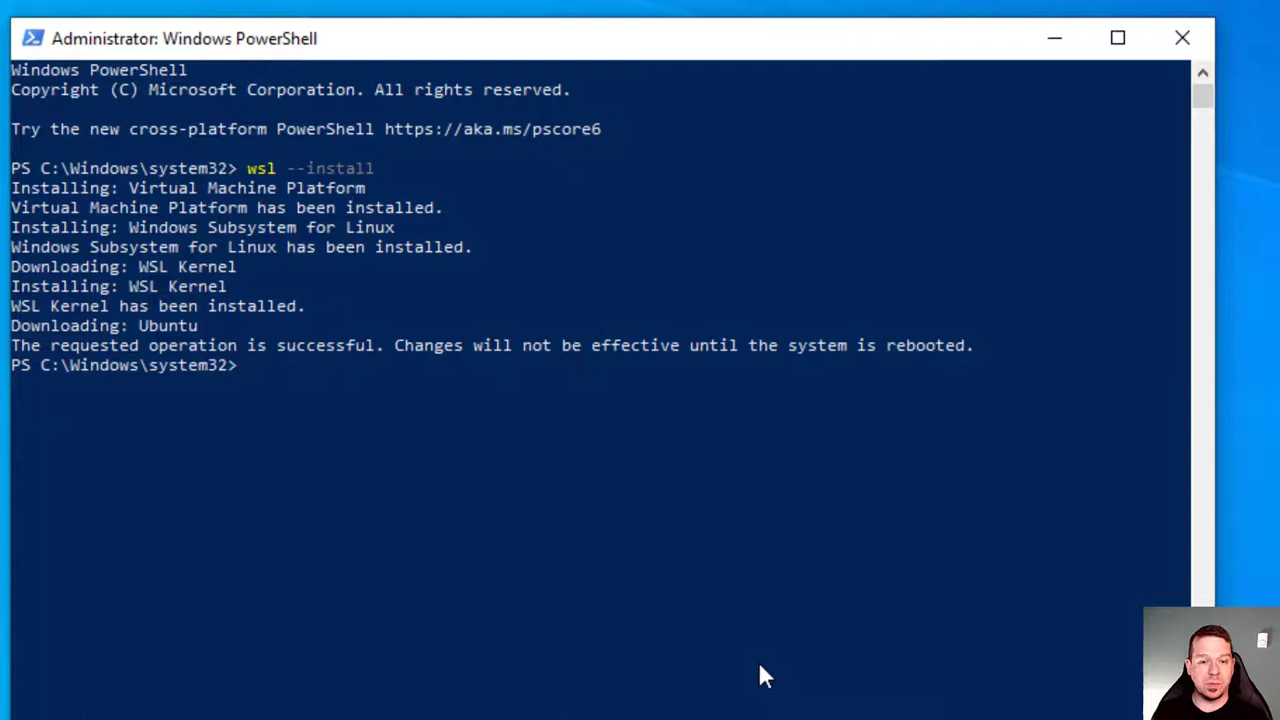 Administrator: Windows PowerShell
Windows PowerShell
Copyright (C) Microsoft Corporation. All rights reserved.
Try the new cross-platform PowerShell https://aka.ms/pscore6
PS C:\Windows\system32> wsl --install
Installing: Virtual Machine Platform
Virtual Machine Platform has been installed.
Installing: Windows Subsystem for Linux
Windows Subsystem for Linux has been installed.
Downloading: WSL Kernel
Installing: WSL Kernel
WSL Kernel has been installed.
Downloading: Ubuntu
The requested operation is successful. Changes will not be effective until the system is rebooted.
PS C:\Windows\system32>